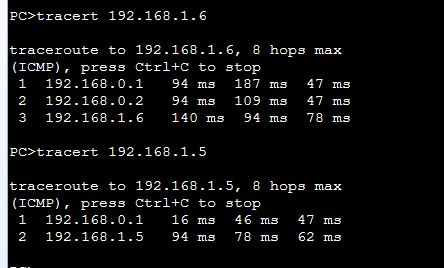 PC>tracert 192.168.1.6
traceroute to 192.168.1.6, 8 hops max
(ICMP), press Ctrl+C to stop
1 192.168.0.1 94 ms 187 ms 47 ms
2 192.168.0.2 94 ms 109 ms 47 ms
3 192.168.1.6 140 ms 94 ms 78 ms
PC>tracert 192.168.1.5
traceroute to 192.168.1.5, 8 hops max
(ICMP), press Ctrl+C to stop
1 192.168.0.1 16 ms 46 ms 47 ms
2 192.168.1.5 94 ms 78 ms 62 ms